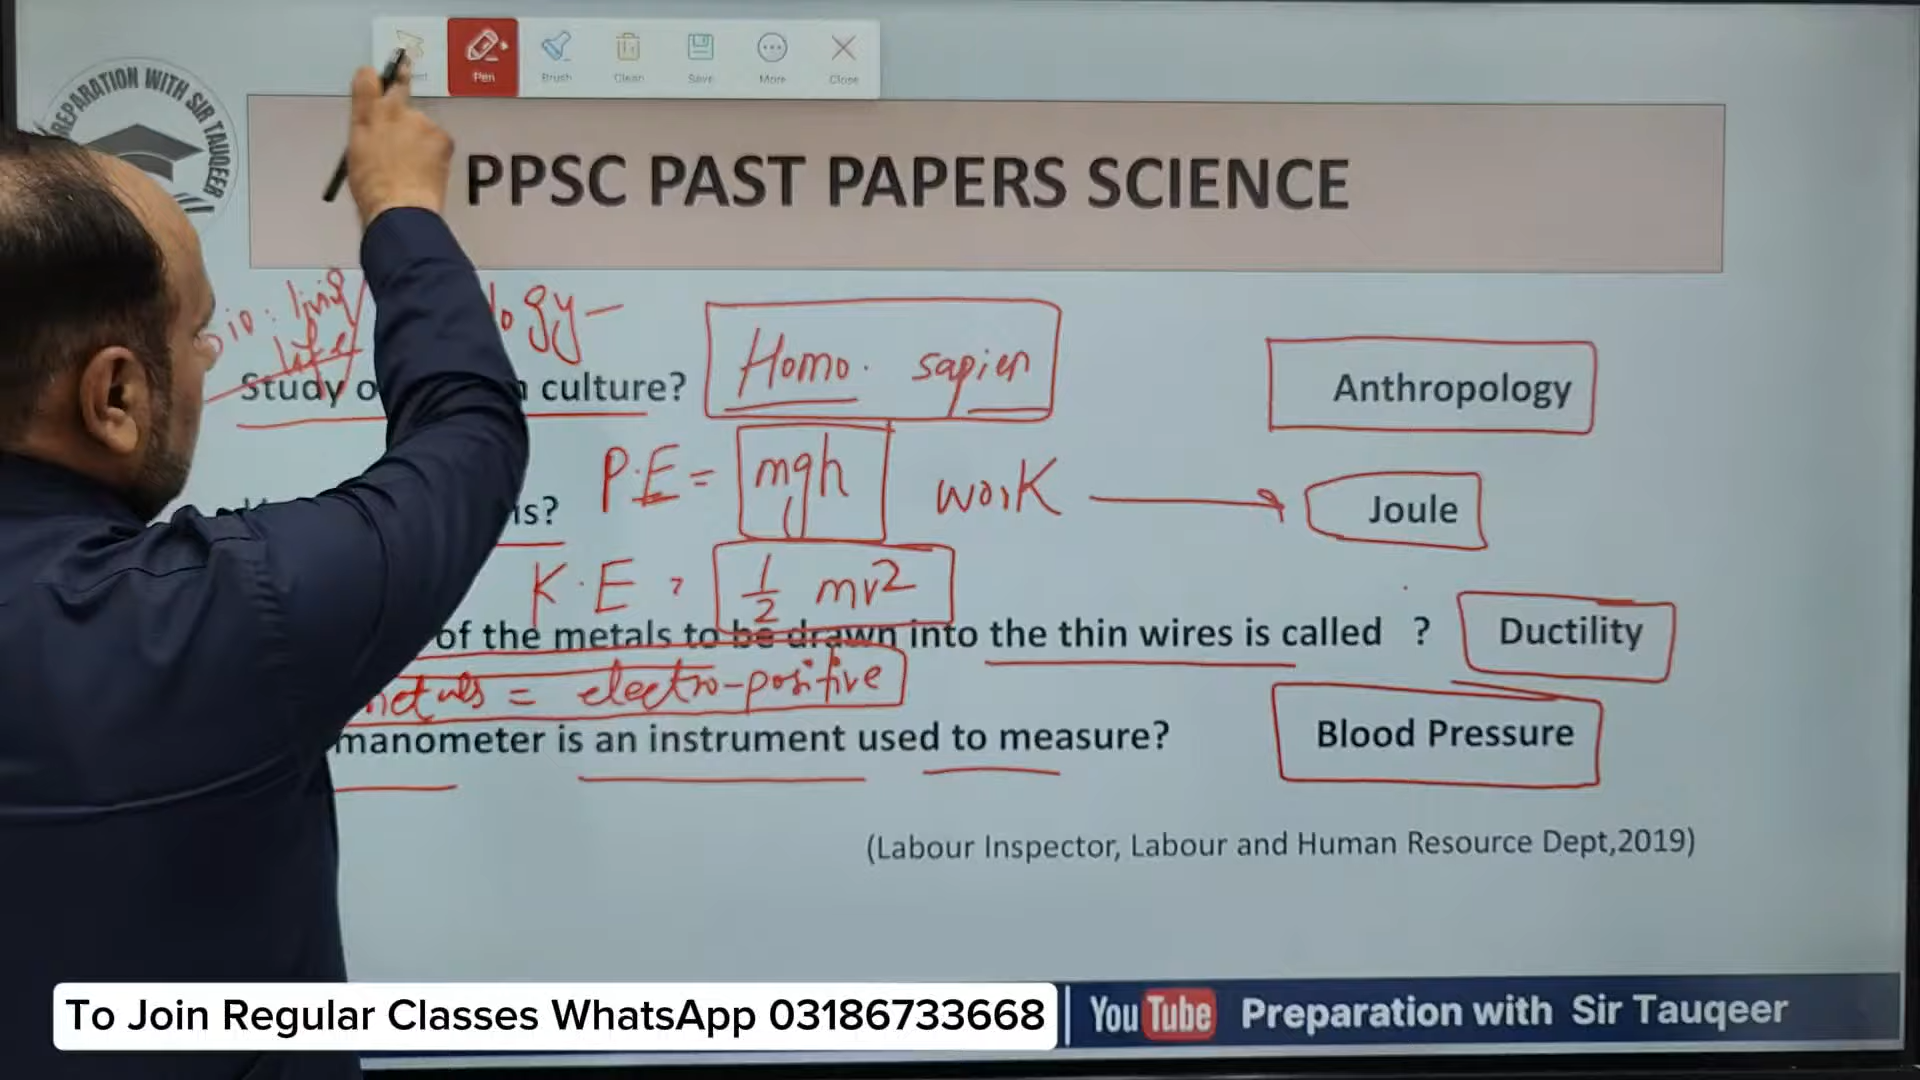 Pen Brush Clean Save More Close
PREPARATION WITH SIR TAUQEER
PPSC PAST PAPERS SCIENCE
living
life
Study culture? Homo. sapien Anthropology
P.E = mgh work Joule
is?
K.E = 1/2 mv2
of the metals to be drawn into the thin wires is called ? Ductility
metals = electro-positive
manometer is an instrument used to measure? Blood Pressure
(Labour Inspector, Labour and Human Resource Dept,2019)
To Join Regular Classes WhatsApp 03186733668 YouTube Preparation with Sir Tauqeer